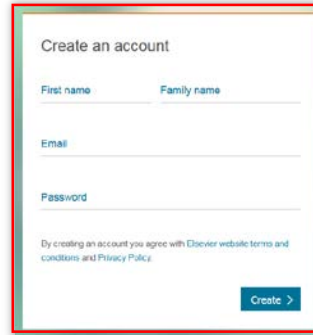 Create an account
First name Family name
Email
Password
By creating an account you agree with Elsevier website terms and
conditions and Privacy Policy.
Create >